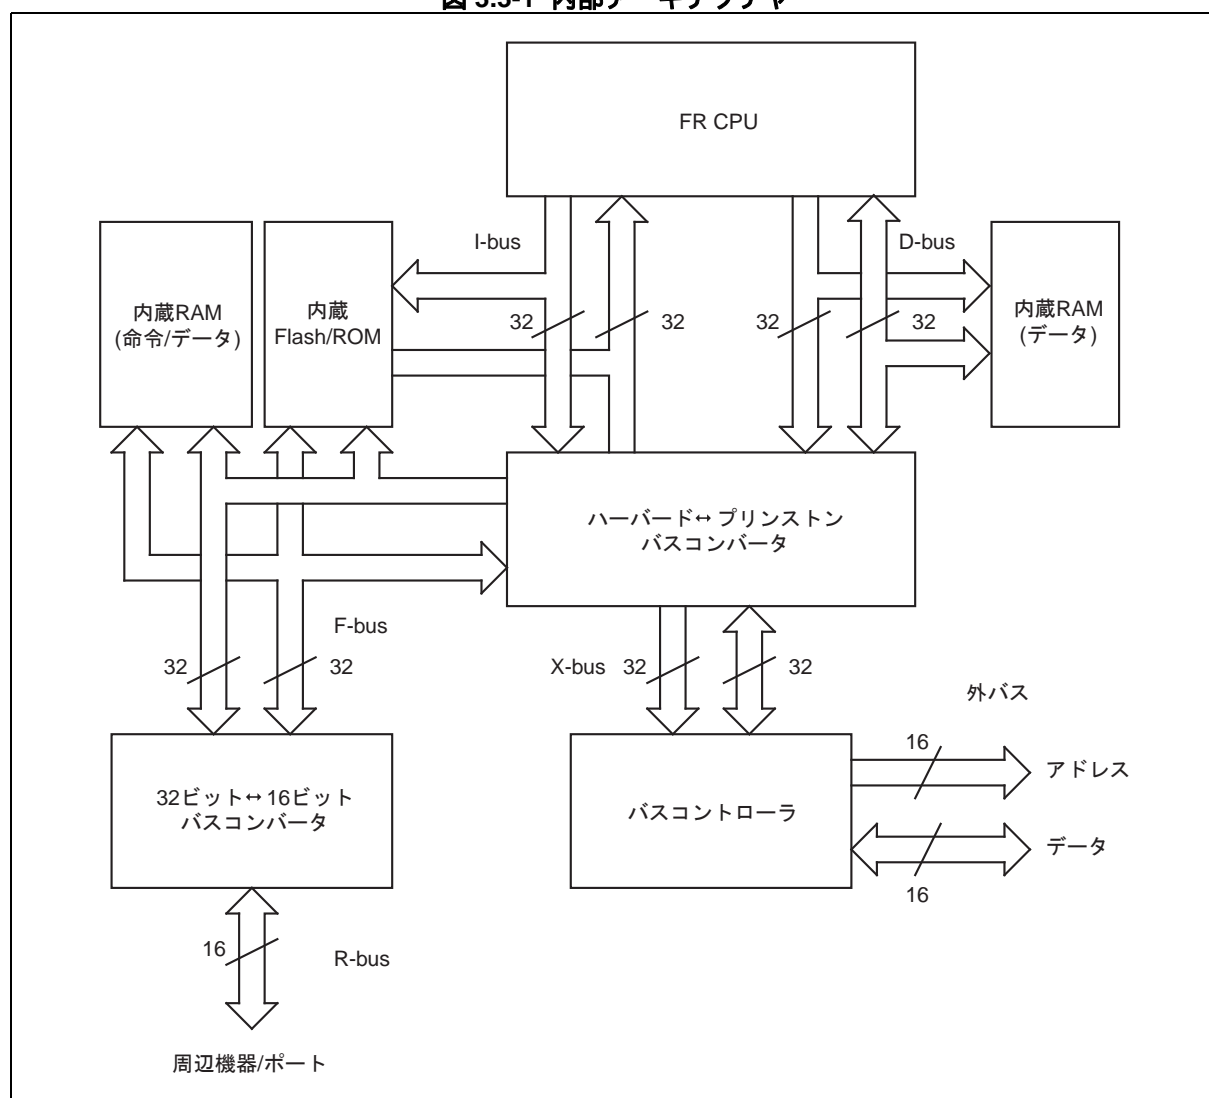 FR CPU
I-bus
D-bus
内蔵RAM
(命令/データ)
内蔵
Flash/ROM
内蔵RAM
(データ)
32
32
32
32
ハーバード↔プリンストン
バスコンバータ
F-bus
32
32
X-bus
32
32
外バス
16
アドレス
32ビット↔16ビット
バスコンバータ
バスコントローラ
データ
16
16
R-bus
周辺機器/ポート